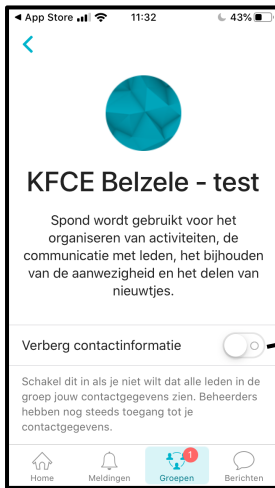 App Store 11:32 43%
KFCE Belzele - test
Spond wordt gebruikt voor het
organiseren van activiteiten, de
communicatie met leden, het bijhouden
van de aanwezigheid en het delen van
nieuwtjes.
Verberg contactinformatie
Schakel dit in als je niet wilt dat alle leden in de
groep jouw contactgegevens zien. Beheerders
hebben nog steeds toegang tot je
contactgegevens.
1
Home Meldingen Groepen Berichten